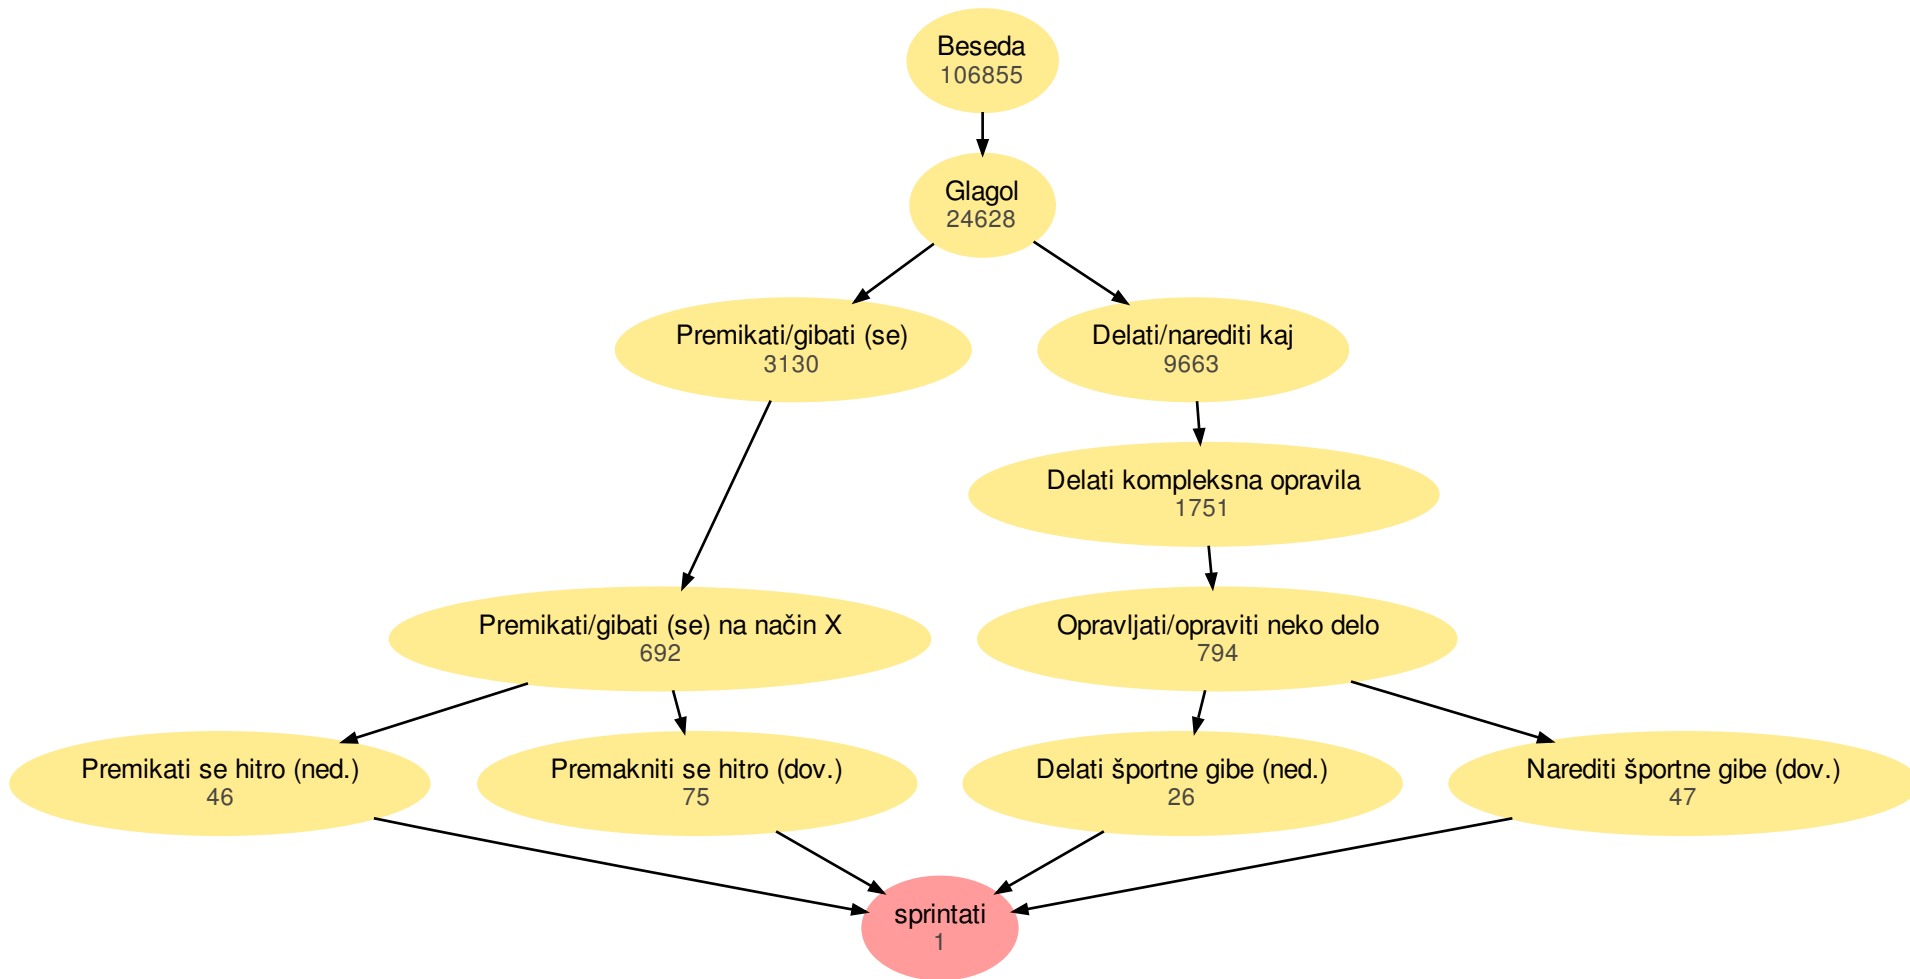 Beseda
106855
Glagol
24628
Premikati/gibati (se)
3130
Delati/narediti kaj
9663
Delati kompleksna opravila
1751
Premikati/gibati (se) na način X
692
Opravljati/opraviti neko delo
794
Premikati se hitro (ned.)
46
Premakniti se hitro (dov.)
75
Delati športne gibe (ned.)
26
Narediti športne gibe (dov.)
47
sprintati
1